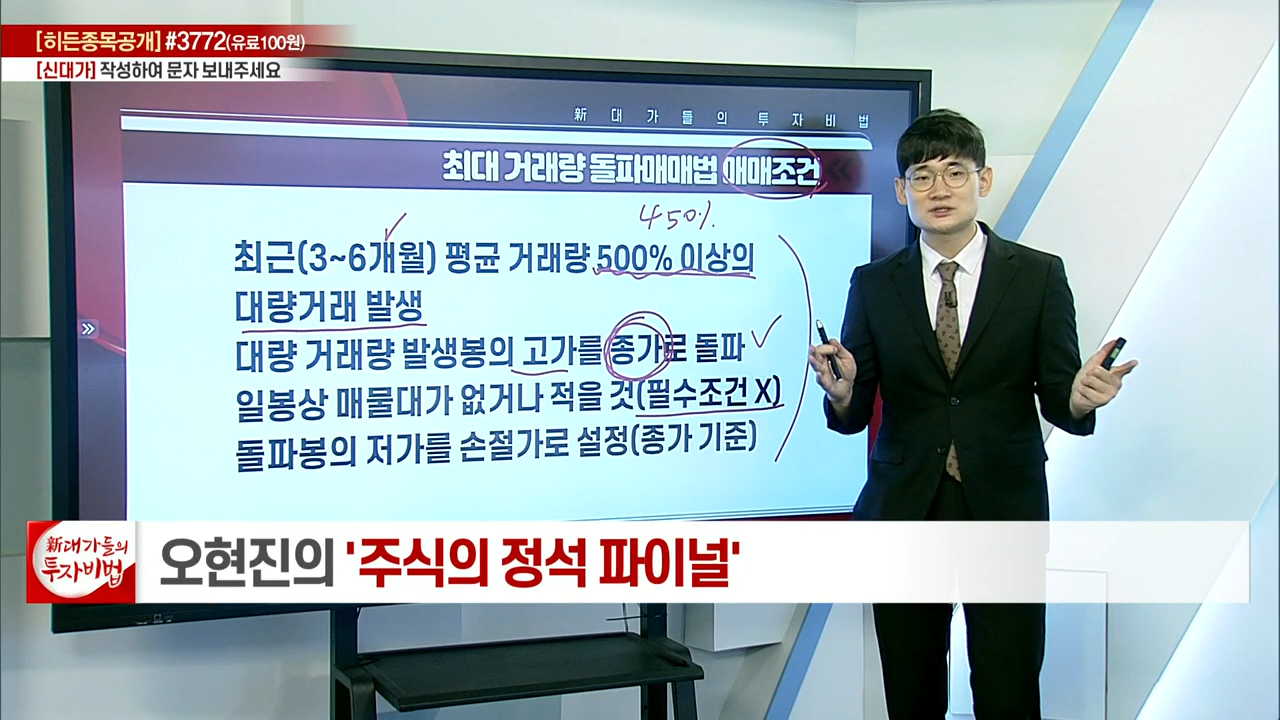 [히든종목공개] #3772(유료100원)
[신대가] 작성하여 문자 보내주세요
新대가들의 투자비법
최대 거래량 돌파매매법 매매조건
450%.
최근(3~6개월) 평균 거래량 500% 이상의
대량거래 발생
대량 거래량 발생봉의 고가를 종가로 돌파
일봉상 매물대가 없거나 적을 것(필수조건 X)
돌파봉의 저가를 손절가로 설정(종가 기준)
»
新대가들의
투자비법
오현진의 '주식의 정석 파이널'